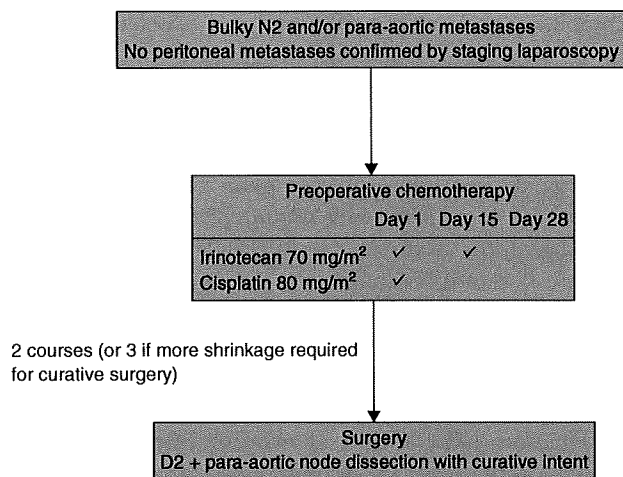 Bulky N2 and/or para-aortic metastases
No peritoneal metastases confirmed by staging laparoscopy
Preoperative chemotherapy
Day 1 Day 15 Day 28
Irinotecan 70 mg/m² ✓ ✓
Cisplatin 80 mg/m² ✓
2 courses (or 3 if more shrinkage required
for curative surgery)
Surgery
D2 + para-aortic node dissection with curative intent